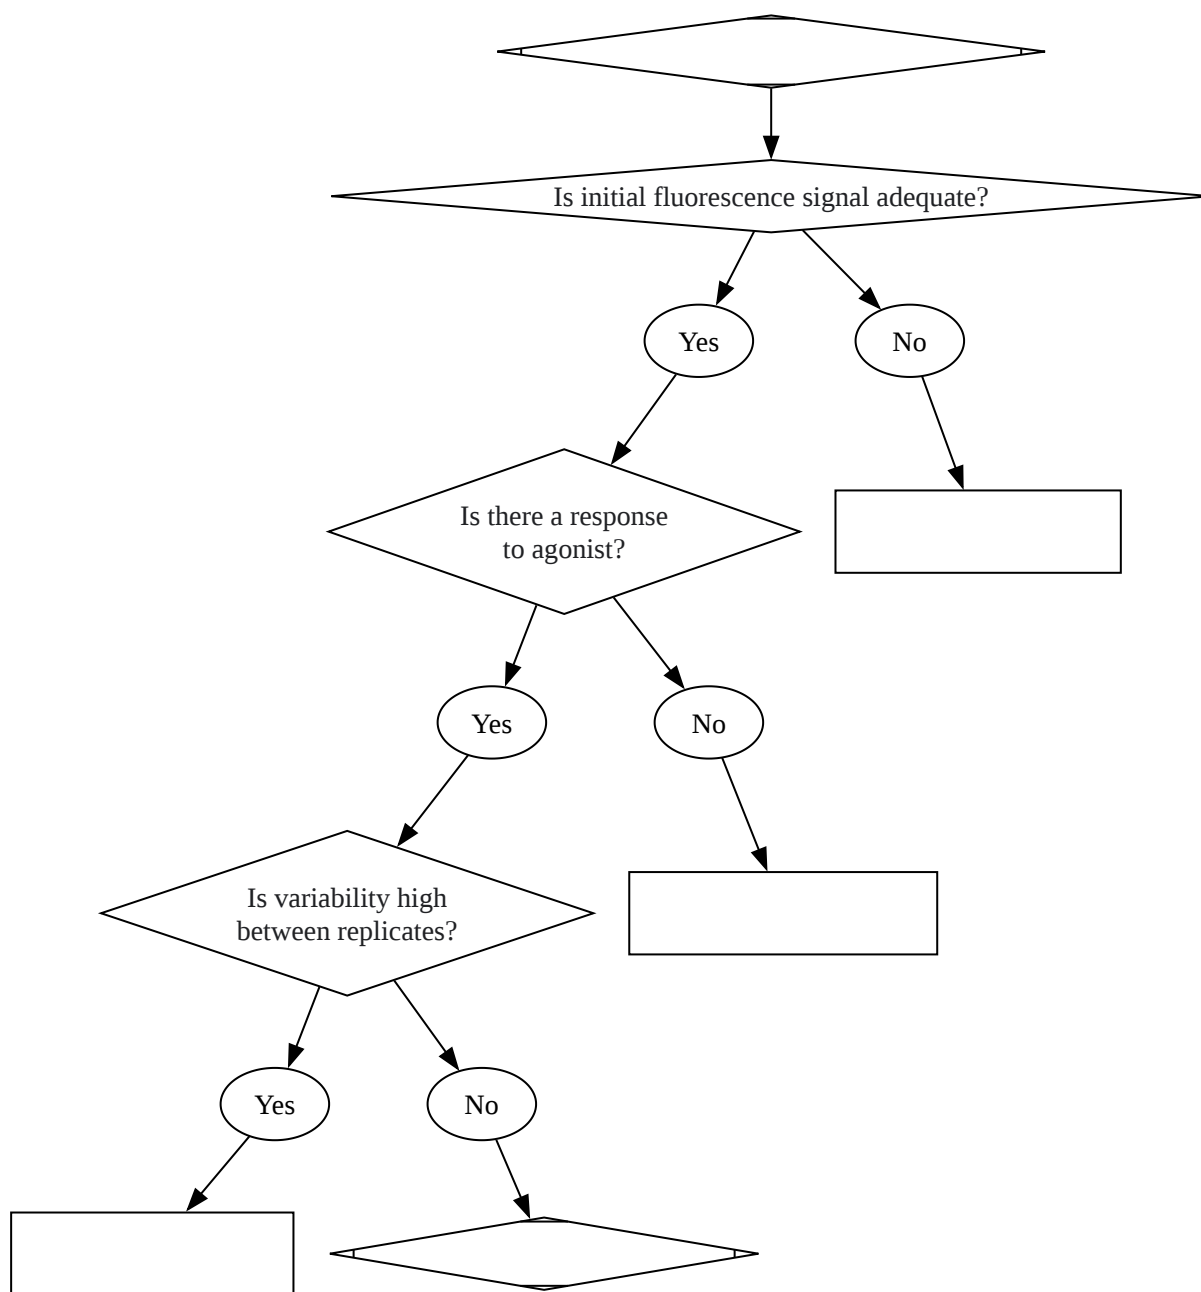 Is initial fluorescence signal adequate?
Yes
No
Is there a response
to agonist?
Yes
No
Is variability high
between replicates?
Yes
No